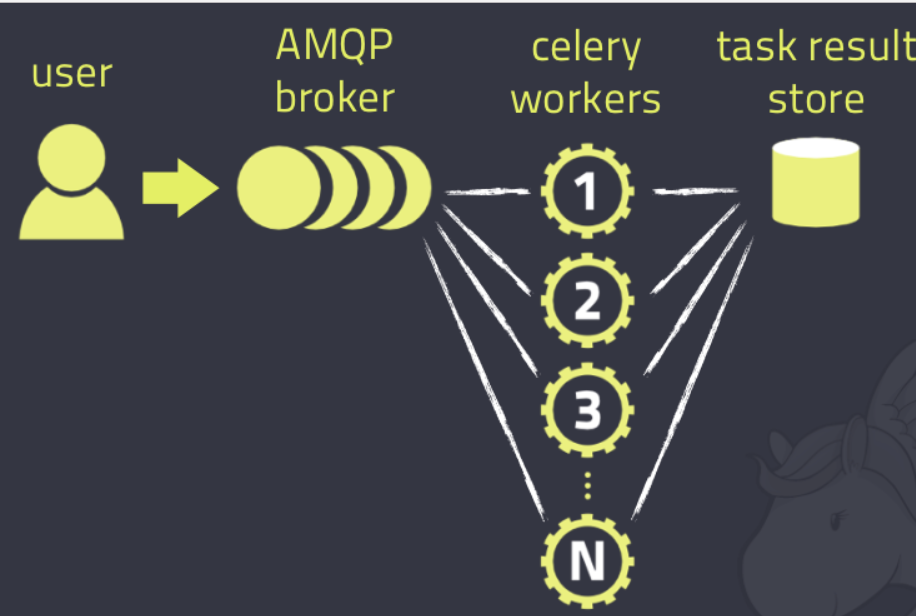 user
AMQP
broker
celery
workers
task result
store
1
2
3
N